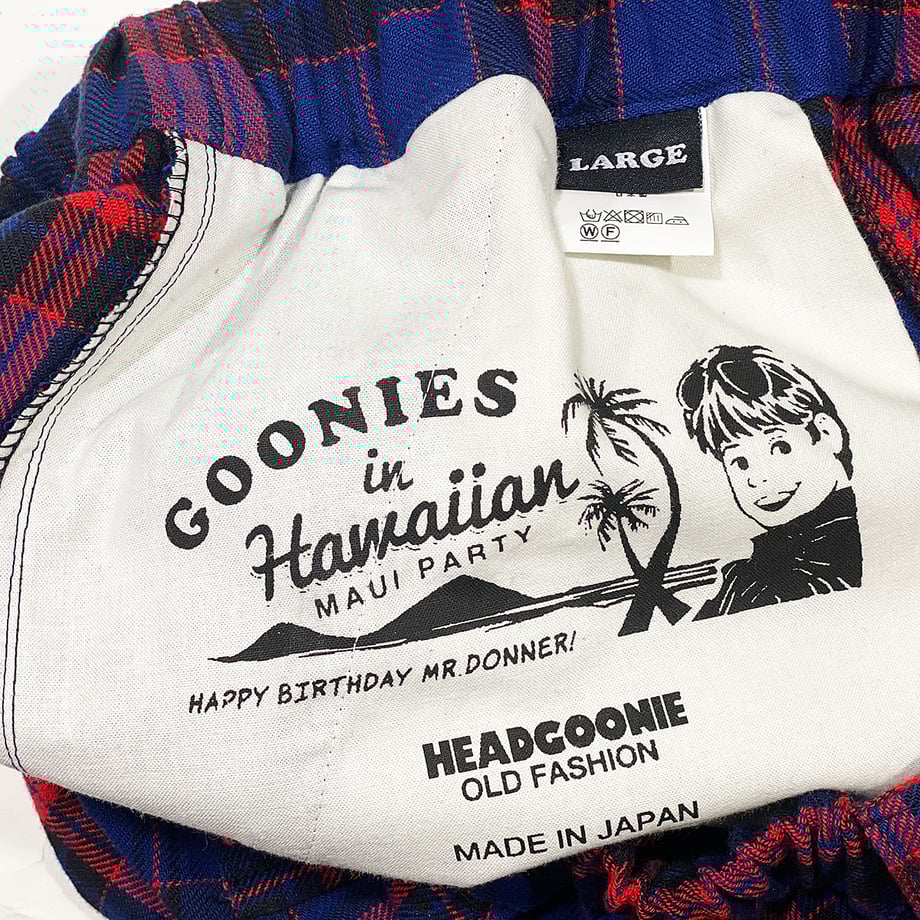 LARGE
W F
GOONIES
in
Hawaiian
MAUI PARTY
HAPPY BIRTHDAY MR.DONNER!
HEADGOONIE
OLD FASHION
MADE IN JAPAN